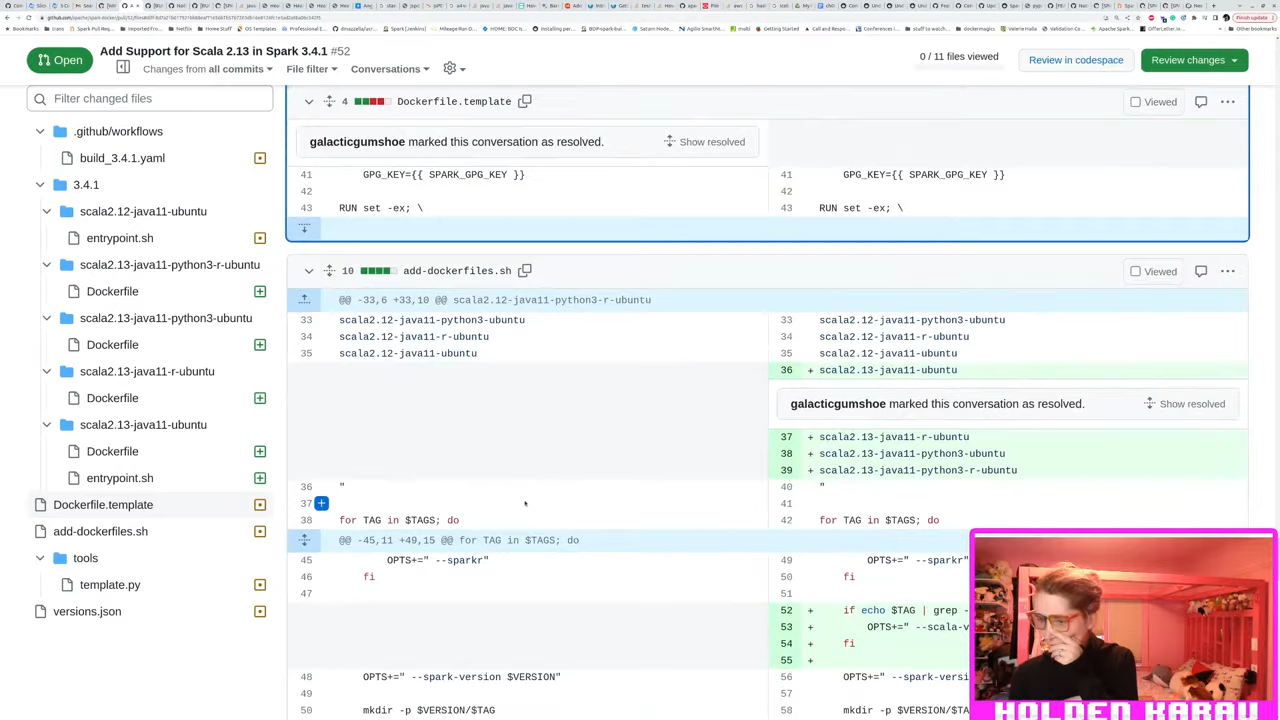 Finish update
Bookmarks
Other bookmarks
Open
Add Support for Scala 2.13 in Spark 3.4.1 #52
Changes from all commits
File filter
Conversations
0 / 11 files viewed
Review in codespace
Review changes
Filter changed files
.github/workflows
build_3.4.1.yaml
3.4.1
scala2.12-java11-ubuntu
entrypoint.sh
scala2.13-java11-python3-r-ubuntu
Dockerfile
scala2.13-java11-python3-ubuntu
Dockerfile
scala2.13-java11-r-ubuntu
Dockerfile
scala2.13-java11-ubuntu
Dockerfile
entrypoint.sh
Dockerfile.template
add-dockerfiles.sh
tools
template.py
versions.json
4 Dockerfile.template
Viewed
galacticgumshoe marked this conversation as resolved.
Show resolved
41 GPG_KEY={{ SPARK_GPG_KEY }} 41 GPG_KEY={{ SPARK_GPG_KEY }}
42 42
43 RUN set -ex; \ 43 RUN set -ex; \
10 add-dockerfiles.sh
Viewed
@@ -33,6 +33,10 @@ scala2.12-java11-python3-r-ubuntu
33 scala2.12-java11-python3-ubuntu 33 scala2.12-java11-python3-ubuntu
34 scala2.12-java11-r-ubuntu 34 scala2.12-java11-r-ubuntu
35 scala2.12-java11-ubuntu 35 scala2.12-java11-ubuntu
36 + scala2.13-java11-ubuntu
galacticgumshoe marked this conversation as resolved.
Show resolved
37 + scala2.13-java11-r-ubuntu
38 + scala2.13-java11-python3-ubuntu
39 + scala2.13-java11-python3-r-ubuntu
36 " 40 "
37 41
38 for TAG in $TAGS; do 42 for TAG in $TAGS; do
@@ -45,11 +49,15 @@ for TAG in $TAGS; do
45 OPTS+=" --sparkr" 49 OPTS+=" --sparkr"
46 fi 50 fi
47 51
52 + if echo $TAG | grep -
53 + OPTS+=" --scala-v
54 + fi
55 +
48 OPTS+=" --spark-version $VERSION" 56 OPTS+=" --spark-versi
49 57
50 mkdir -p $VERSION/$TAG 58 mkdir -p $VERSION/$TA
HOLDEN KARAU